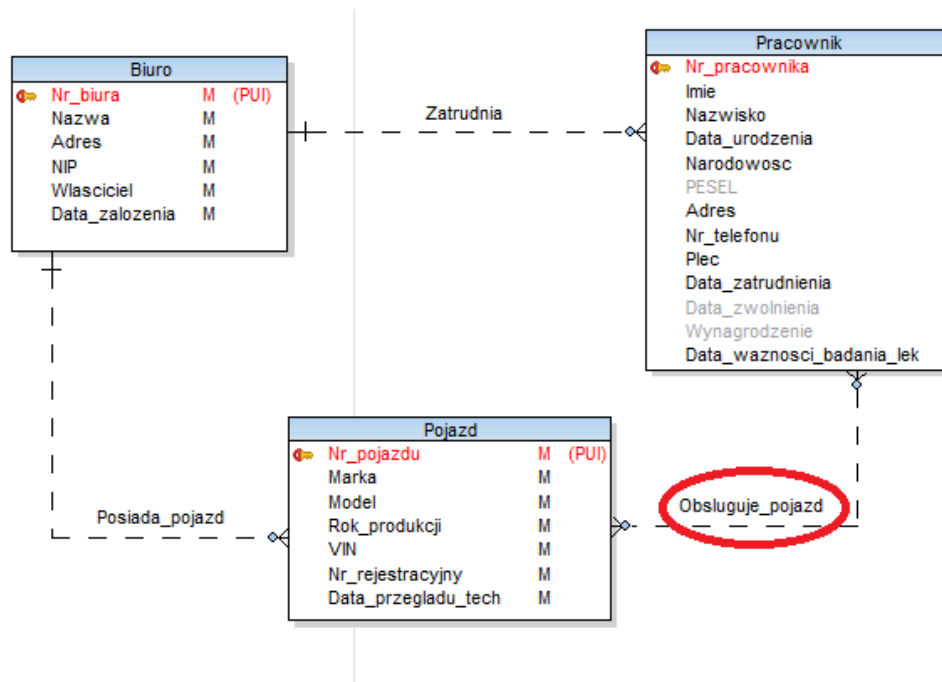 Biuro
Nr_biura M (PUI)
Nazwa M
Adres M
NIP M
Wlasciciel M
Data_zalozenia M
Zatrudnia
Pracownik
Nr_pracownika
Imie
Nazwisko
Data_urodzenia
Narodowosc
PESEL
Adres
Nr_telefonu
Plec
Data_zatrudnienia
Data_zwolnienia
Wynagrodzenie
Data_waznosci_badania_lek
Posiada_pojazd
Pojazd
Nr_pojazdu M (PUI)
Marka M
Model M
Rok_produkcji M
VIN M
Nr_rejestracyjny M
Data_przegladu_tech M
Obsluguje_pojazd